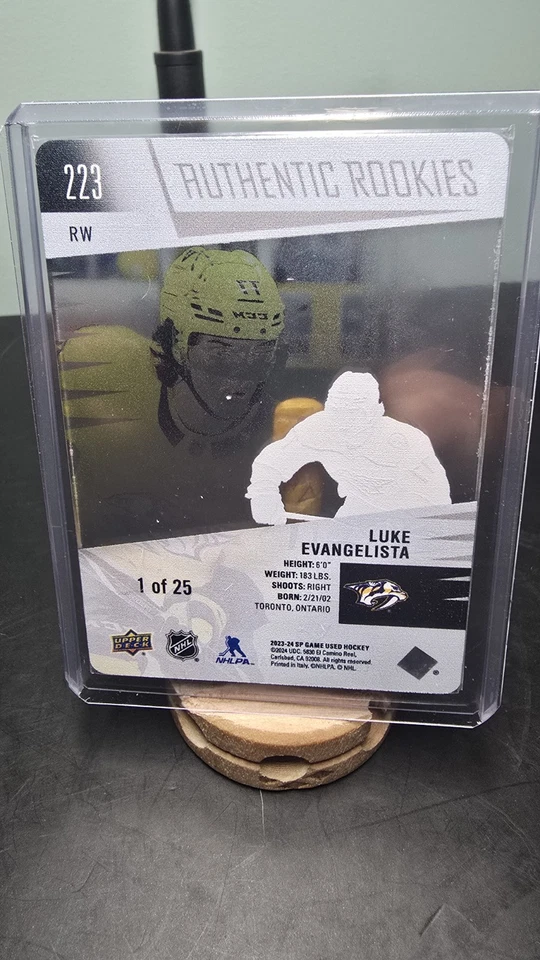 223
AUTHENTIC ROOKIES
RW
77
M33
LUKE
EVANGELISTA
HEIGHT: 6'0"
WEIGHT: 183 LBS.
SHOOTS: RIGHT
BORN: 2/21/02
TORONTO, ONTARIO
1 of 25
UPPER
DECK
NHL
NHLPA
2023-24 SP GAME USED HOCKEY
©2024 UDC. 5830 El Camino Real,
Carlsbad, CA 92008. All rights reserved.
Printed in Italy. ©NHLPA. © NHL.